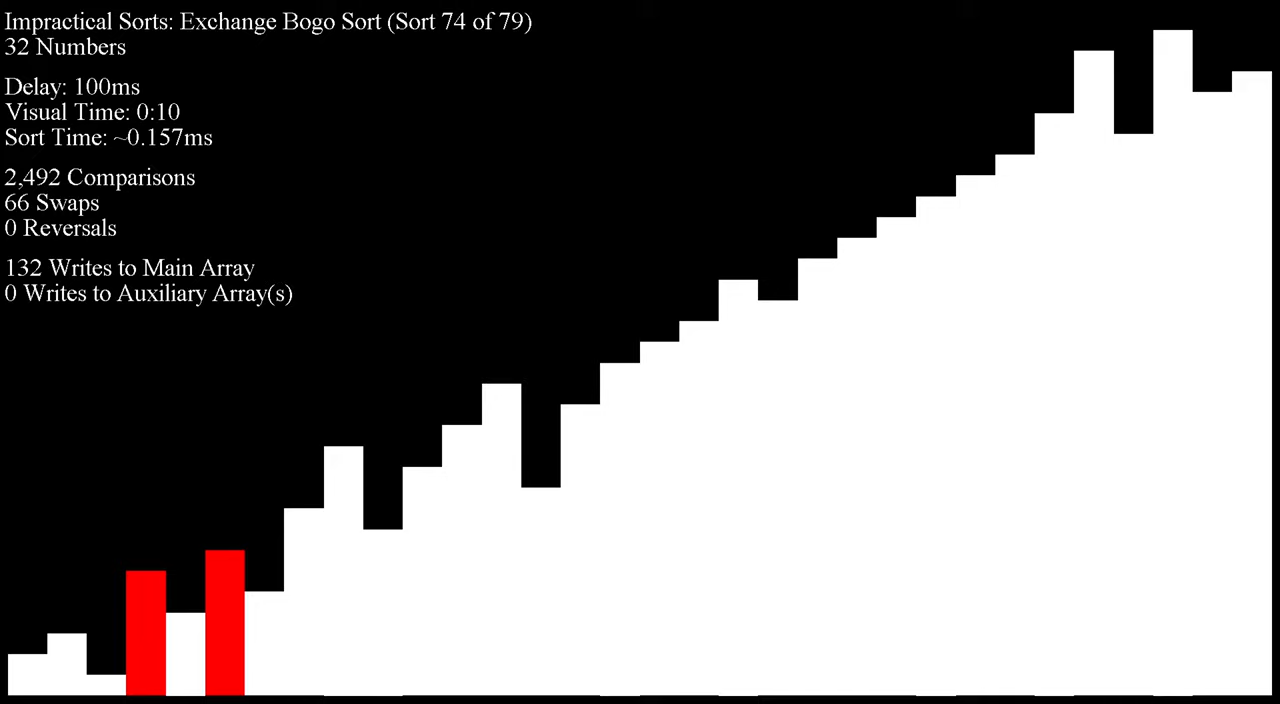 Impractical Sorts: Exchange Bogo Sort (Sort 74 of 79)
32 Numbers
Delay: 100ms
Visual Time: 0:10
Sort Time: ~0.157ms
2,492 Comparisons
66 Swaps
0 Reversals
132 Writes to Main Array
0 Writes to Auxiliary Array(s)